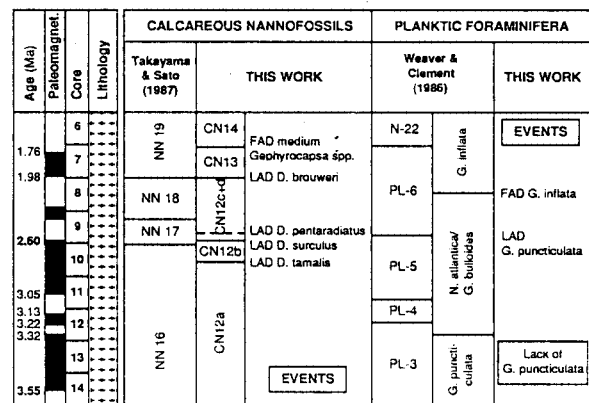 CALCAREOUS NANNOFOSSILS
PLANKTIC FORAMINIFERA
Age (Ma)
Paleomagnet.
Core
Lithology
Takayama
& Sato
(1987)
THIS WORK
Weaver &
Clement
(1986)
THIS WORK
1.76
1.98
2.60
3.05
3.13
3.22
3.32
3.55
6
7
8
9
10
11
12
13
14
NN 19
NN 18
NN 17
NN 16
CN14
CN13
CN12c+d
CN12b
CN12a
FAD medium
Gephyrocapsa spp.
LAD D. brouweri
LAD D. pentaradiatus
LAD D. surculus
LAD D. tamalis
EVENTS
N-22
PL-6
PL-5
PL-4
PL-3
G. inflata
N. atlantica/
G. bulloides
G. puncti-
culata
EVENTS
FAD G. inflata
LAD
G. puncticulata
Lack of
G. puncticulata